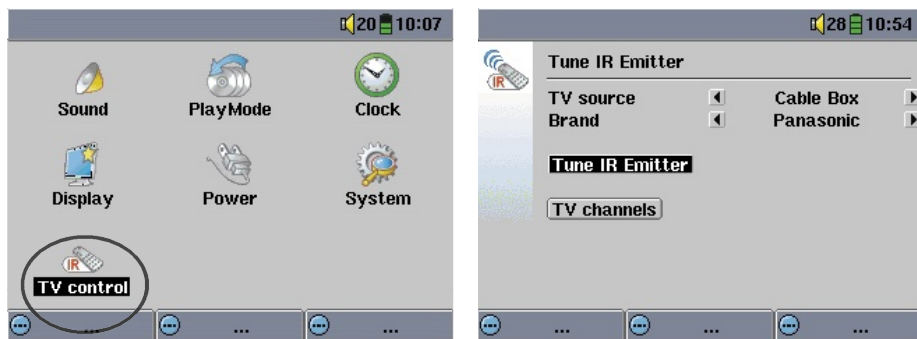 20 10:07
Sound PlayMode Clock
Display Power System
IR
TV control
... ... ...
28 10:54
IR
Tune IR Emitter
TV source Cable Box
Brand Panasonic
Tune IR Emitter
TV channels
... ... ...